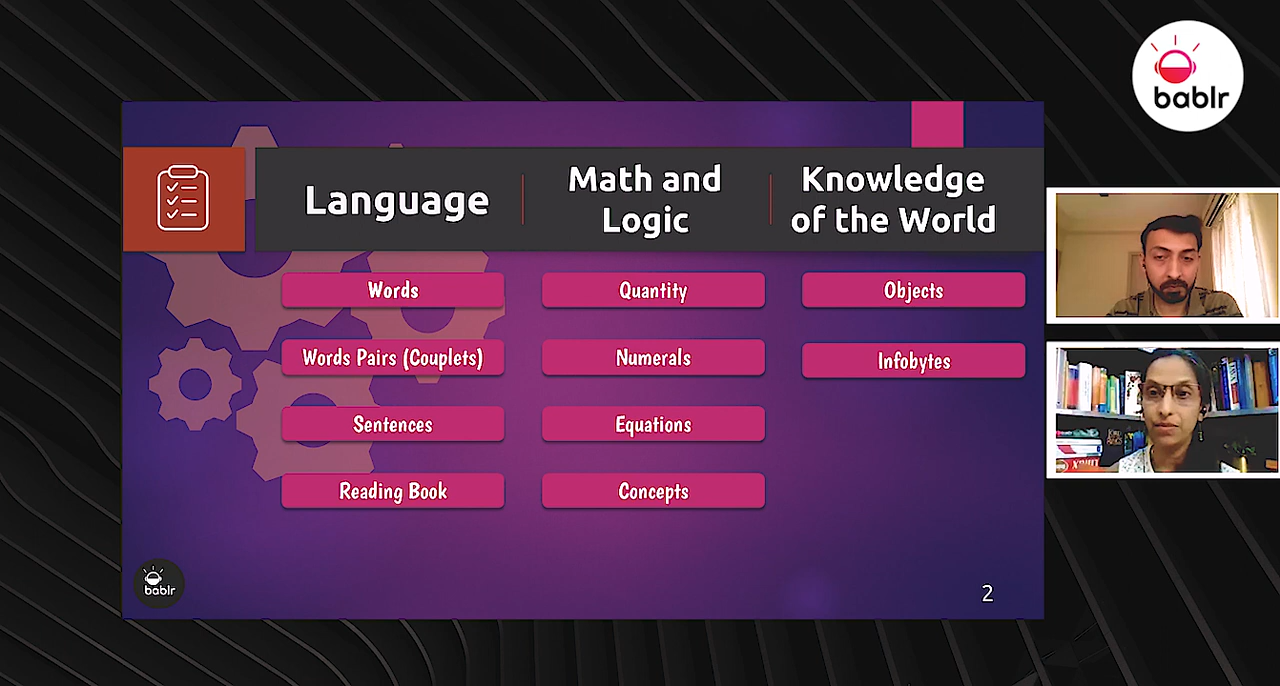 bablr
Language
Math and
Logic
Knowledge
of the World
Words
Quantity
Objects
Words Pairs (Couplets)
Numerals
Infobytes
Sentences
Equations
Reading Book
Concepts
bablr
2